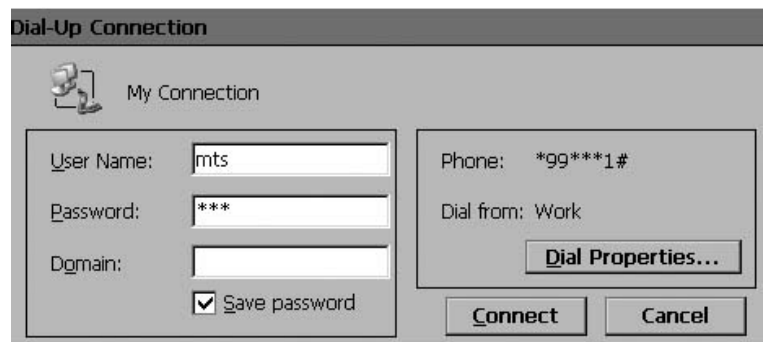 Dial-Up Connection
My Connection
User Name: mts
Password: ***
Domain:
Save password
Phone: *99***1#
Dial from: Work
Dial Properties...
Connect Cancel